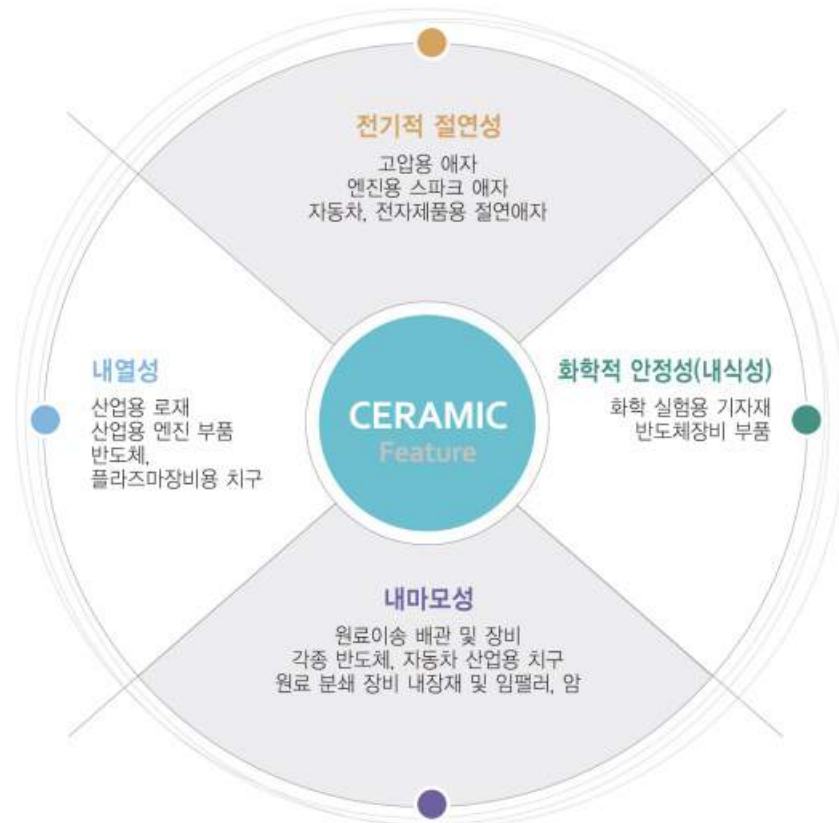 전기적 절연성
고압용 애자
엔진용 스파크 애자
자동차, 전자제품용 절연애자
내열성
산업용 로재
산업용 엔진 부품
반도체,
플라즈마장비용 치구
CERAMIC
Feature
화학적 안정성(내식성)
화학 실험용 기자재
반도체장비 부품
내마모성
원료이송 배관 및 장비
각종 반도체, 자동차 산업용 치구
원료 분쇄 장비 내장재 및 임팰러, 암